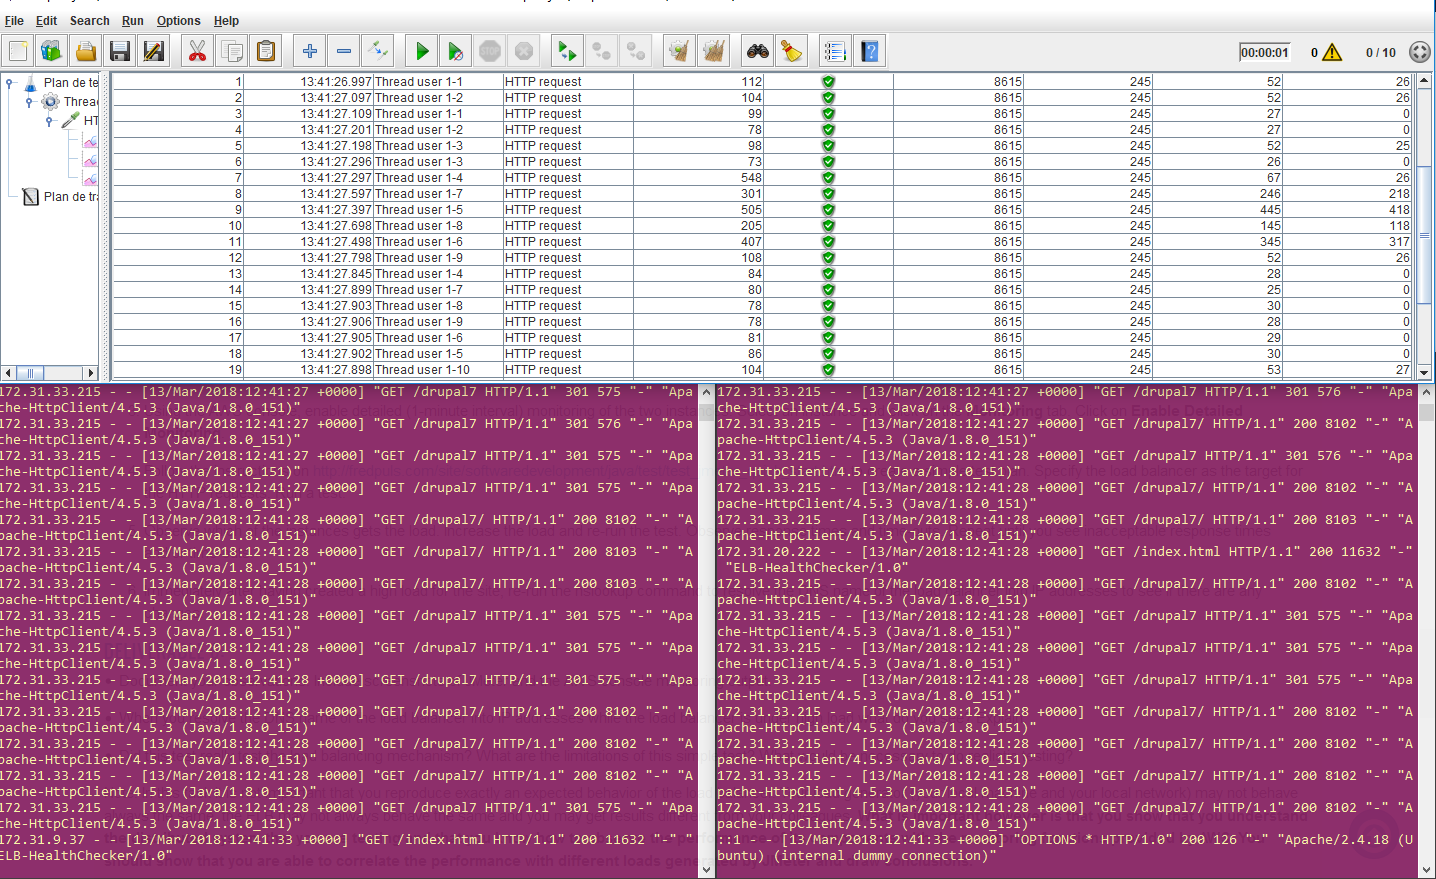 File Edit Search Run Options Help
00:00:01 0 0 / 10
Plan de te
Threa
HT
Plan de tra
1 13:41:26.997 Thread user 1-1 HTTP request 112 8615 245 52 26
2 13:41:27.097 Thread user 1-2 HTTP request 104 8615 245 52 26
3 13:41:27.109 Thread user 1-1 HTTP request 99 8615 245 27 0
4 13:41:27.201 Thread user 1-2 HTTP request 78 8615 245 27 0
5 13:41:27.198 Thread user 1-3 HTTP request 98 8615 245 52 25
6 13:41:27.296 Thread user 1-3 HTTP request 73 8615 245 26 0
7 13:41:27.297 Thread user 1-4 HTTP request 548 8615 245 67 26
8 13:41:27.597 Thread user 1-7 HTTP request 301 8615 245 246 218
9 13:41:27.397 Thread user 1-5 HTTP request 505 8615 245 445 418
10 13:41:27.698 Thread user 1-8 HTTP request 205 8615 245 145 118
11 13:41:27.498 Thread user 1-6 HTTP request 407 8615 245 345 317
12 13:41:27.798 Thread user 1-9 HTTP request 108 8615 245 52 26
13 13:41:27.845 Thread user 1-4 HTTP request 84 8615 245 28 0
14 13:41:27.899 Thread user 1-7 HTTP request 80 8615 245 25 0
15 13:41:27.903 Thread user 1-8 HTTP request 78 8615 245 30 0
16 13:41:27.906 Thread user 1-9 HTTP request 78 8615 245 28 0
17 13:41:27.905 Thread user 1-6 HTTP request 81 8615 245 29 0
18 13:41:27.902 Thread user 1-5 HTTP request 86 8615 245 30 0
19 13:41:27.898 Thread user 1-10 HTTP request 104 8615 245 53 27
172.31.33.215 - - [13/Mar/2018:12:41:27 +0000] "GET /drupal7 HTTP/1.1" 301 575 "-" "Apa
che-HttpClient/4.5.3 (Java/1.8.0_151)"
172.31.33.215 - - [13/Mar/2018:12:41:27 +0000] "GET /drupal7 HTTP/1.1" 301 576 "-" "Apa
che-HttpClient/4.5.3 (Java/1.8.0_151)"
172.31.33.215 - - [13/Mar/2018:12:41:27 +0000] "GET /drupal7 HTTP/1.1" 301 575 "-" "Apa
che-HttpClient/4.5.3 (Java/1.8.0_151)"
172.31.33.215 - - [13/Mar/2018:12:41:27 +0000] "GET /drupal7 HTTP/1.1" 301 575 "-" "Apa
che-HttpClient/4.5.3 (Java/1.8.0_151)"
172.31.33.215 - - [13/Mar/2018:12:41:28 +0000] "GET /drupal7/ HTTP/1.1" 200 8102 "-" "A
pache-HttpClient/4.5.3 (Java/1.8.0_151)"
172.31.33.215 - - [13/Mar/2018:12:41:28 +0000] "GET /drupal7/ HTTP/1.1" 200 8103 "-" "A
pache-HttpClient/4.5.3 (Java/1.8.0_151)"
172.31.33.215 - - [13/Mar/2018:12:41:28 +0000] "GET /drupal7/ HTTP/1.1" 200 8103 "-" "A
pache-HttpClient/4.5.3 (Java/1.8.0_151)"
172.31.33.215 - - [13/Mar/2018:12:41:28 +0000] "GET /drupal7 HTTP/1.1" 301 575 "-" "Apa
che-HttpClient/4.5.3 (Java/1.8.0_151)"
172.31.33.215 - - [13/Mar/2018:12:41:28 +0000] "GET /drupal7 HTTP/1.1" 301 575 "-" "Apa
che-HttpClient/4.5.3 (Java/1.8.0_151)"
172.31.33.215 - - [13/Mar/2018:12:41:28 +0000] "GET /drupal7 HTTP/1.1" 301 575 "-" "Apa
che-HttpClient/4.5.3 (Java/1.8.0_151)"
172.31.33.215 - - [13/Mar/2018:12:41:28 +0000] "GET /drupal7/ HTTP/1.1" 200 8102 "-" "A
pache-HttpClient/4.5.3 (Java/1.8.0_151)"
172.31.33.215 - - [13/Mar/2018:12:41:28 +0000] "GET /drupal7/ HTTP/1.1" 200 8102 "-" "A
pache-HttpClient/4.5.3 (Java/1.8.0_151)"
172.31.33.215 - - [13/Mar/2018:12:41:28 +0000] "GET /drupal7/ HTTP/1.1" 200 8102 "-" "A
pache-HttpClient/4.5.3 (Java/1.8.0_151)"
172.31.33.215 - - [13/Mar/2018:12:41:28 +0000] "GET /drupal7 HTTP/1.1" 301 575 "-" "Apa
che-HttpClient/4.5.3 (Java/1.8.0_151)"
172.31.9.37 - - [13/Mar/2018:12:41:33 +0000] "GET /index.html HTTP/1.1" 200 11632 "-" "
ELB-HealthChecker/1.0"
172.31.33.215 - - [13/Mar/2018:12:41:27 +0000] "GET /drupal7 HTTP/1.1" 301 576 "-" "Apa
che-HttpClient/4.5.3 (Java/1.8.0_151)"
172.31.33.215 - - [13/Mar/2018:12:41:27 +0000] "GET /drupal7/ HTTP/1.1" 200 8102 "-" "A
pache-HttpClient/4.5.3 (Java/1.8.0_151)"
172.31.33.215 - - [13/Mar/2018:12:41:27 +0000] "GET /drupal7 HTTP/1.1" 301 576 "-" "Apa
che-HttpClient/4.5.3 (Java/1.8.0_151)"
172.31.33.215 - - [13/Mar/2018:12:41:28 +0000] "GET /drupal7/ HTTP/1.1" 200 8102 "-" "A
pache-HttpClient/4.5.3 (Java/1.8.0_151)"
172.31.33.215 - - [13/Mar/2018:12:41:28 +0000] "GET /drupal7/ HTTP/1.1" 200 8103 "-" "A
pache-HttpClient/4.5.3 (Java/1.8.0_151)"
172.31.20.222 - - [13/Mar/2018:12:41:28 +0000] "GET /index.html HTTP/1.1" 200 11632 "-"
"ELB-HealthChecker/1.0"
172.31.33.215 - - [13/Mar/2018:12:41:28 +0000] "GET /drupal7/ HTTP/1.1" 200 8102 "-" "A
pache-HttpClient/4.5.3 (Java/1.8.0_151)"
172.31.33.215 - - [13/Mar/2018:12:41:28 +0000] "GET /drupal7 HTTP/1.1" 301 575 "-" "Apa
che-HttpClient/4.5.3 (Java/1.8.0_151)"
172.31.33.215 - - [13/Mar/2018:12:41:28 +0000] "GET /drupal7 HTTP/1.1" 301 575 "-" "Apa
che-HttpClient/4.5.3 (Java/1.8.0_151)"
172.31.33.215 - - [13/Mar/2018:12:41:28 +0000] "GET /drupal7 HTTP/1.1" 301 575 "-" "Apa
che-HttpClient/4.5.3 (Java/1.8.0_151)"
172.31.33.215 - - [13/Mar/2018:12:41:28 +0000] "GET /drupal7/ HTTP/1.1" 200 8102 "-" "A
pache-HttpClient/4.5.3 (Java/1.8.0_151)"
172.31.33.215 - - [13/Mar/2018:12:41:28 +0000] "GET /drupal7/ HTTP/1.1" 200 8102 "-" "A
pache-HttpClient/4.5.3 (Java/1.8.0_151)"
172.31.33.215 - - [13/Mar/2018:12:41:28 +0000] "GET /drupal7/ HTTP/1.1" 200 8102 "-" "A
pache-HttpClient/4.5.3 (Java/1.8.0_151)"
172.31.33.215 - - [13/Mar/2018:12:41:28 +0000] "GET /drupal7/ HTTP/1.1" 200 8102 "-" "A
pache-HttpClient/4.5.3 (Java/1.8.0_151)"
::1 - - [13/Mar/2018:12:41:33 +0000] "OPTIONS * HTTP/1.0" 200 126 "-" "Apache/2.4.18 (U
buntu) (internal dummy connection)"